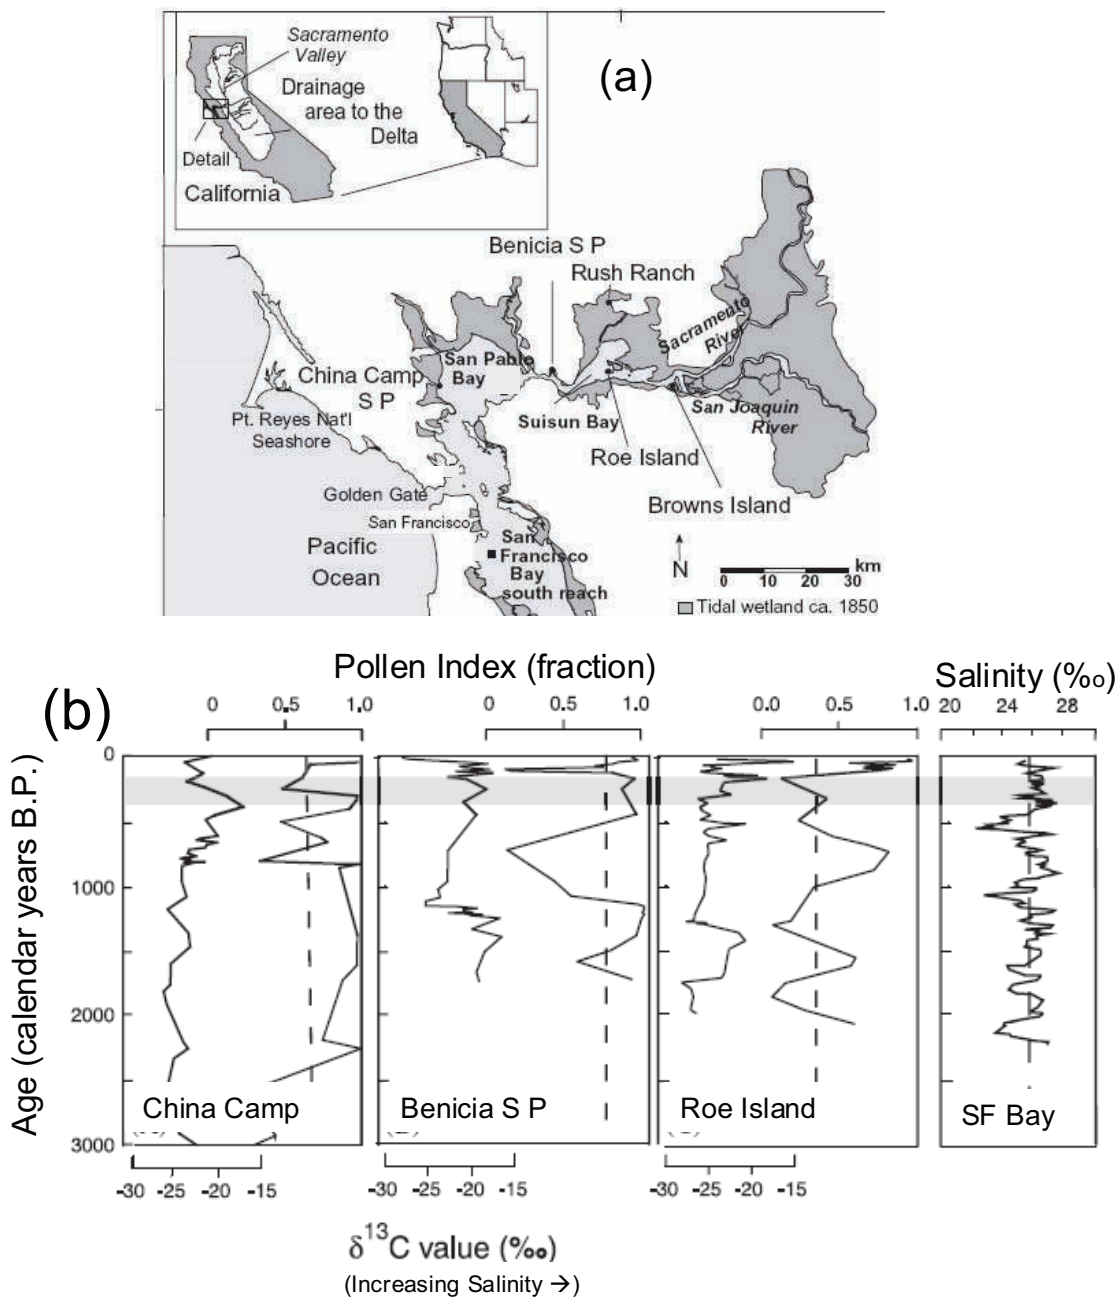 (a)
Sacramento
Valley
Drainage
area to the
Delta
Detail
California
Benicia S P
Rush Ranch
Sacramento
River
San Pablo
Bay
China Camp
S P
Suisun Bay
San Joaquin
River
Pt. Reyes Nat'l
Seashore
Roe Island
Golden Gate
Browns Island
San Francisco
Pacific
Ocean
San
Francisco
Bay
south reach
N
km
0 10 20 30
Tidal wetland ca. 1850
(b)
Pollen Index (fraction)
Salinity (‰)
0 0.5 1.0
0 0.5 1.0
0.0 0.5 1.0
20 24 28
Age (calendar years B.P.)
0
1000
2000
3000
China Camp
Benicia S P
Roe Island
SF Bay
-30 -25 -20 -15
-30 -25 -20 -15
-30 -25 -20 -15
δ¹³C value (‰)
(Increasing Salinity →)